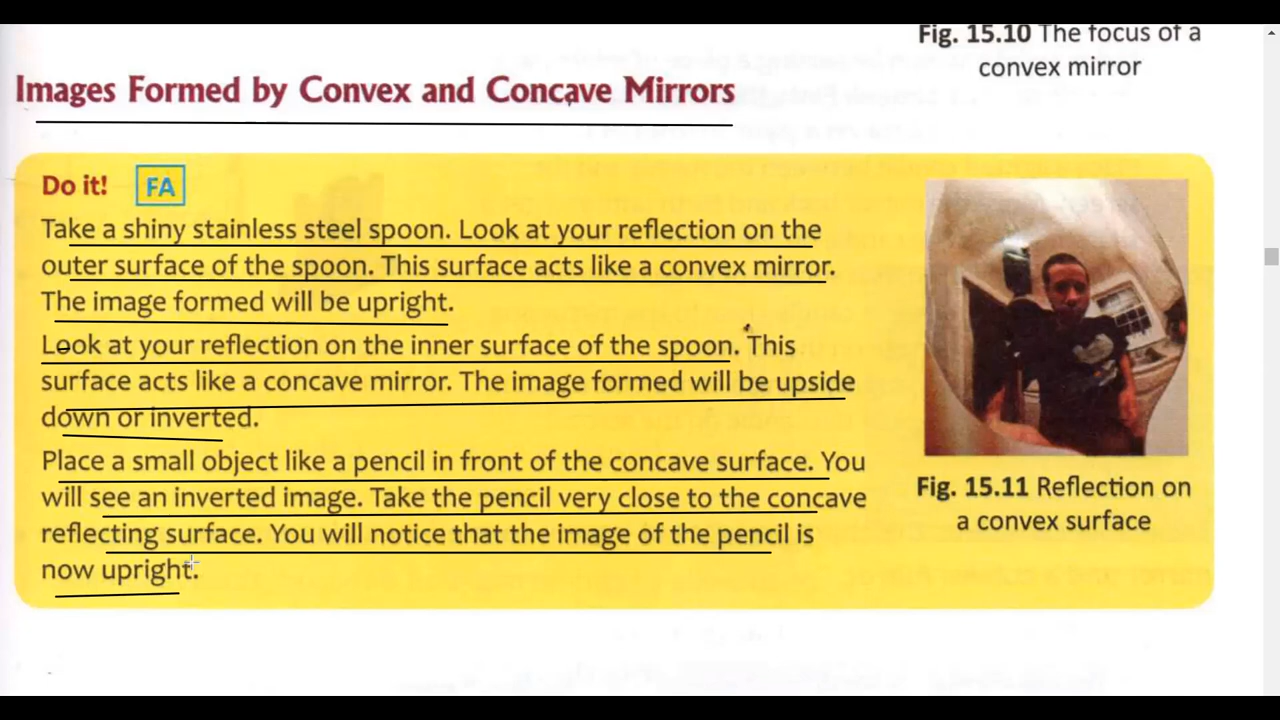 Fig. 15.10 The focus of a
convex mirror
Images Formed by Convex and Concave Mirrors
Do it! FA
Take a shiny stainless steel spoon. Look at your reflection on the
outer surface of the spoon. This surface acts like a convex mirror.
The image formed will be upright.
Look at your reflection on the inner surface of the spoon. This
surface acts like a concave mirror. The image formed will be upside
down or inverted.
Place a small object like a pencil in front of the concave surface. You
will see an inverted image. Take the pencil very close to the concave
reflecting surface. You will notice that the image of the pencil is
now upright.
Fig. 15.11 Reflection on
a convex surface